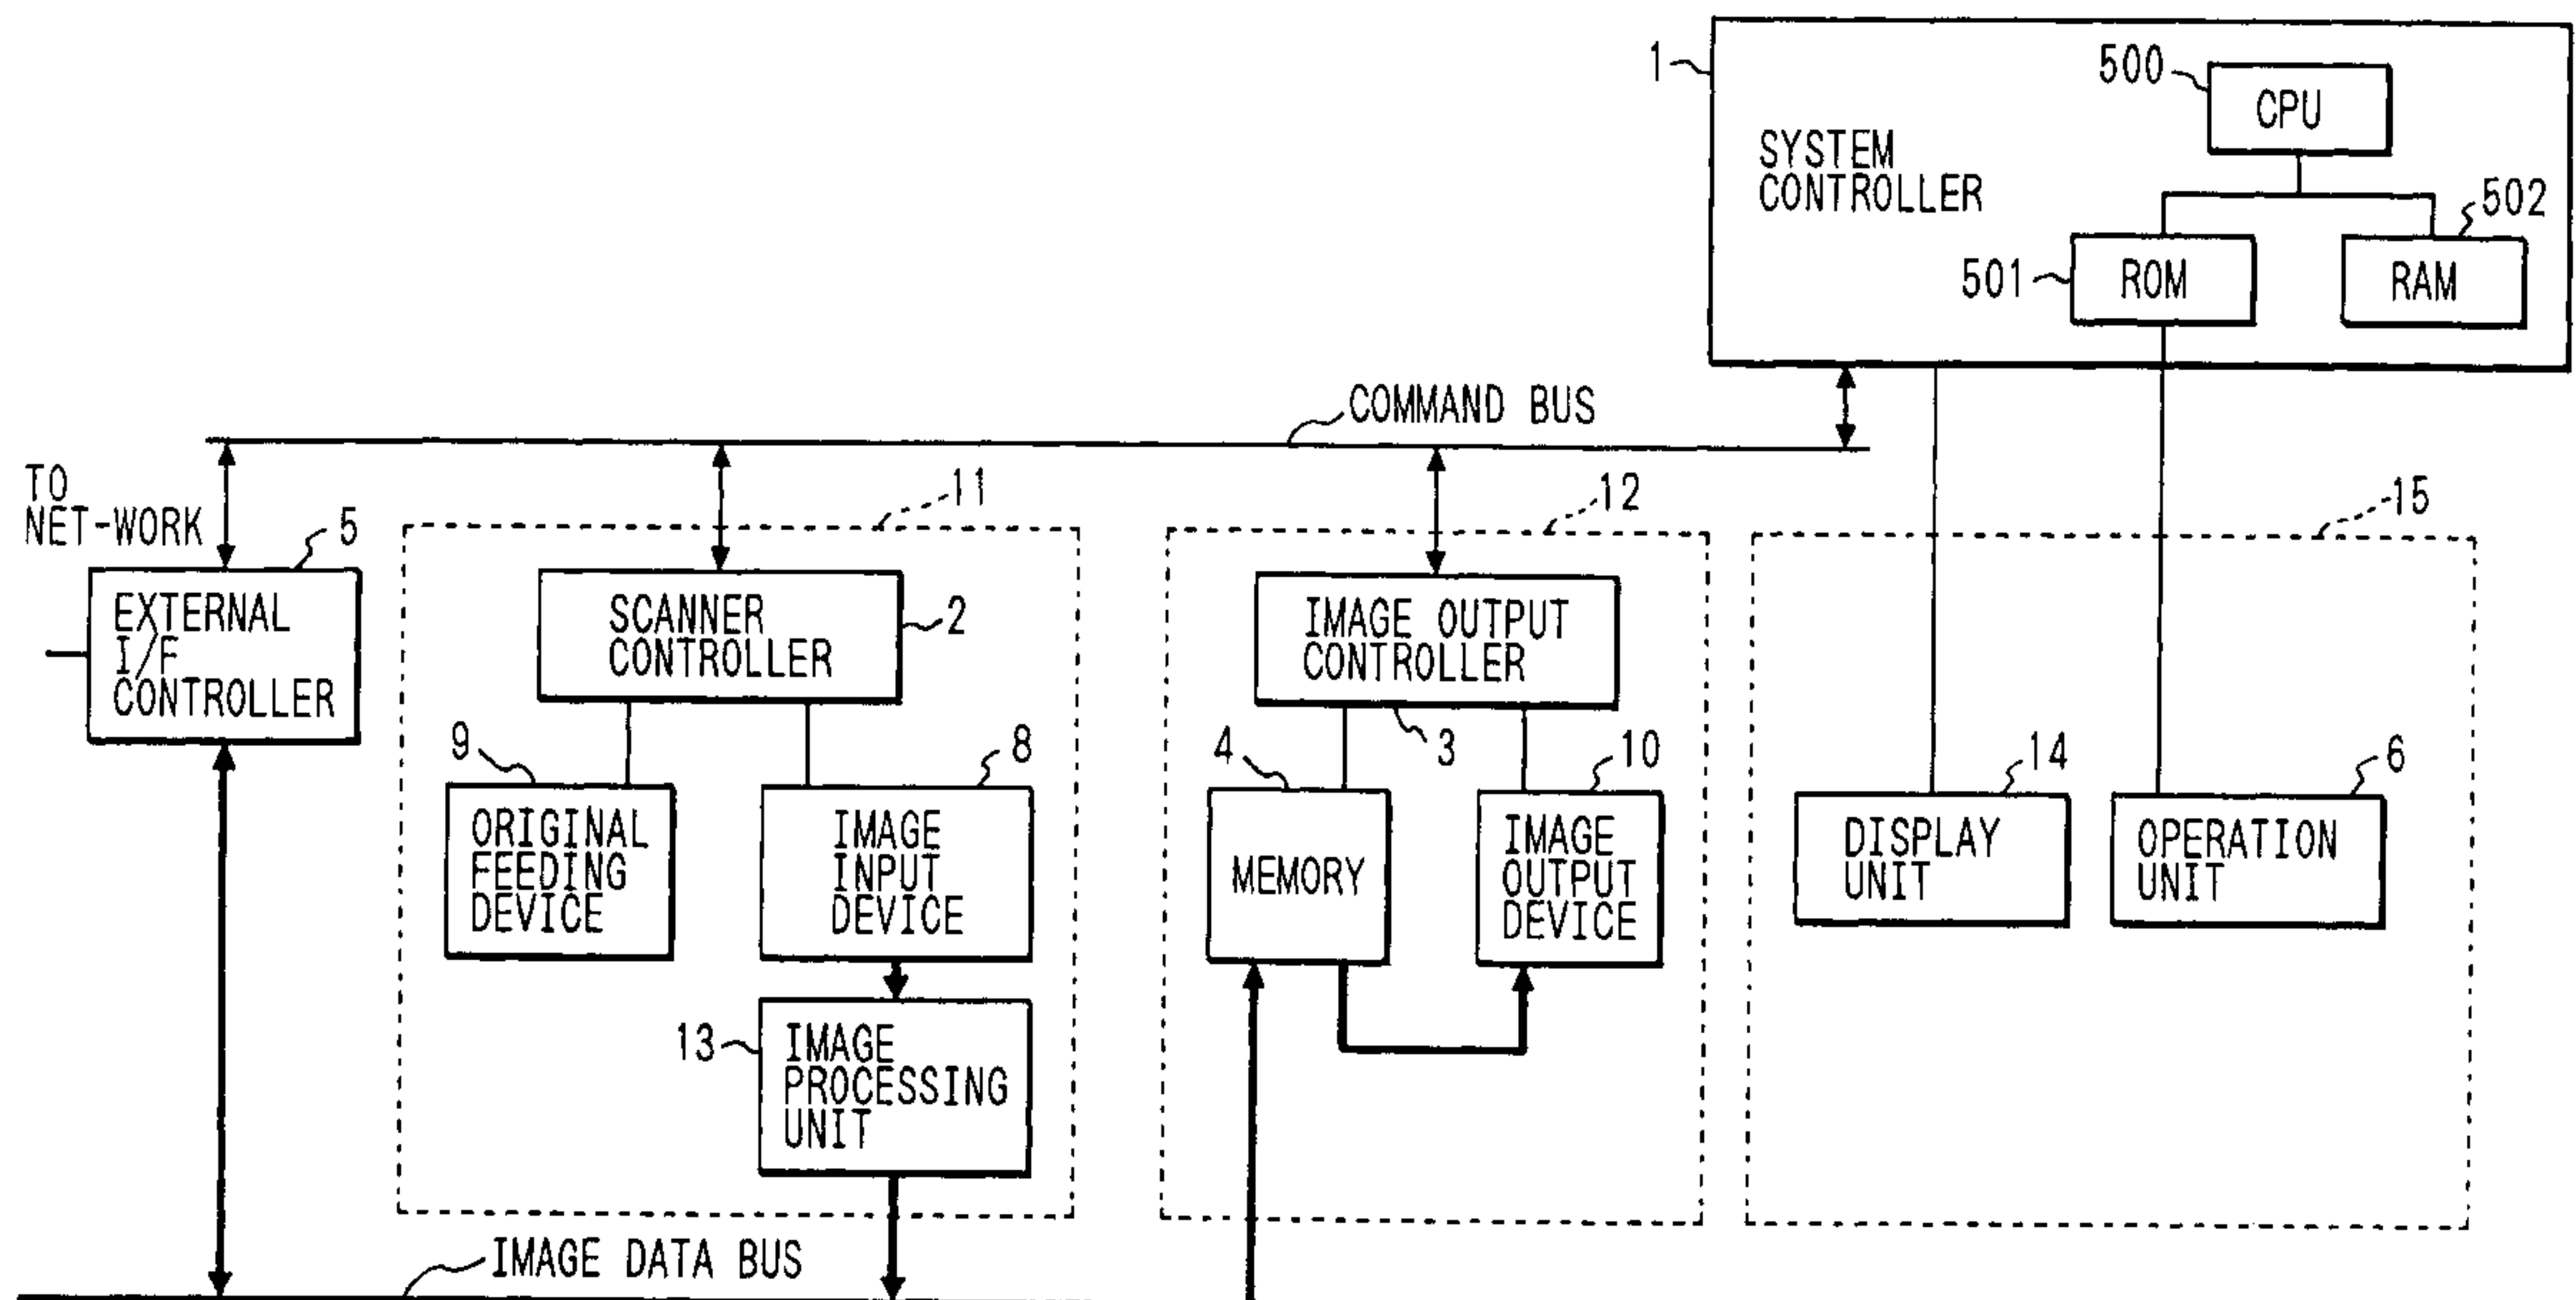 1
500
CPU
SYSTEM
CONTROLLER
502
501
ROM
RAM
COMMAND BUS
TO
NET-WORK
5
11
12
15
EXTERNAL
I/F
CONTROLLER
SCANNER
CONTROLLER
2
IMAGE OUTPUT
CONTROLLER
3
9
8
4
10
14
6
ORIGINAL
FEEDING
DEVICE
IMAGE
INPUT
DEVICE
MEMORY
IMAGE
OUTPUT
DEVICE
DISPLAY
UNIT
OPERATION
UNIT
13
IMAGE
PROCESSING
UNIT
IMAGE DATA BUS